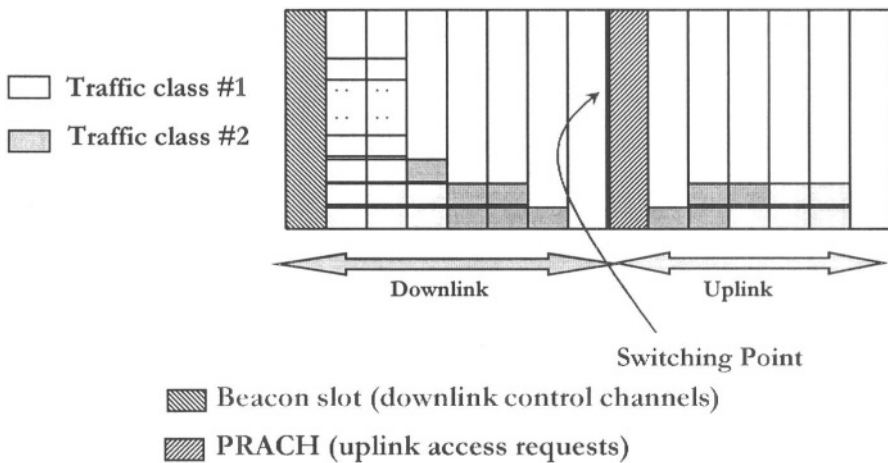 Traffic class #1
Traffic class #2
.. ..
.. ..
Downlink
Uplink
Switching Point
Beacon slot (downlink control channels)
PRACH (uplink access requests)